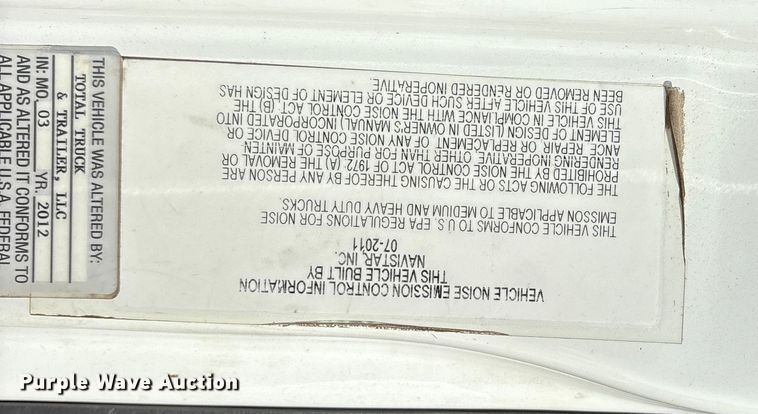 VEHICLE NOISE EMISSION CONTROL INFORMATION
THIS VEHICLE BUILT BY
NAVISTAR, INC.
07-2011
THIS VEHICLE CONFORMS TO U.S. EPA REGULATIONS FOR NOISE
EMISSION APPLICABLE TO MEDIUM AND HEAVY DUTY TRUCKS.
THE FOLLOWING ACTS OR THE CAUSING THEREOF BY ANY PERSON ARE
PROHIBITED BY THE NOISE CONTROL ACT OF 1972. (A) THE REMOVAL OR
RENDERING INOPERATIVE, OTHER THAN FOR PURPOSE OF MAINTEN-
ANCE, REPAIR, OR REPLACEMENT, OF ANY NOISE CONTROL DEVICE OR
ELEMENT OF DESIGN (LISTED IN OWNER'S MANUAL) INCORPORATED INTO
THIS VEHICLE IN COMPLIANCE WITH THE NOISE CONTROL ACT, (B) THE
USE OF THIS VEHICLE AFTER SUCH DEVICE OR ELEMENT OF DESIGN HAS
BEEN REMOVED OR RENDERED INOPERATIVE.
THIS VEHICLE WAS ALTERED BY:
TOTAL TRUCK
& TRAILER, LLC
IN: MO. 03 YR. 2012
AND AS ALTERED IT CONFORMS TO
ALL APPLICABLE U.S.A. FEDERAL
Purple Wave Auction